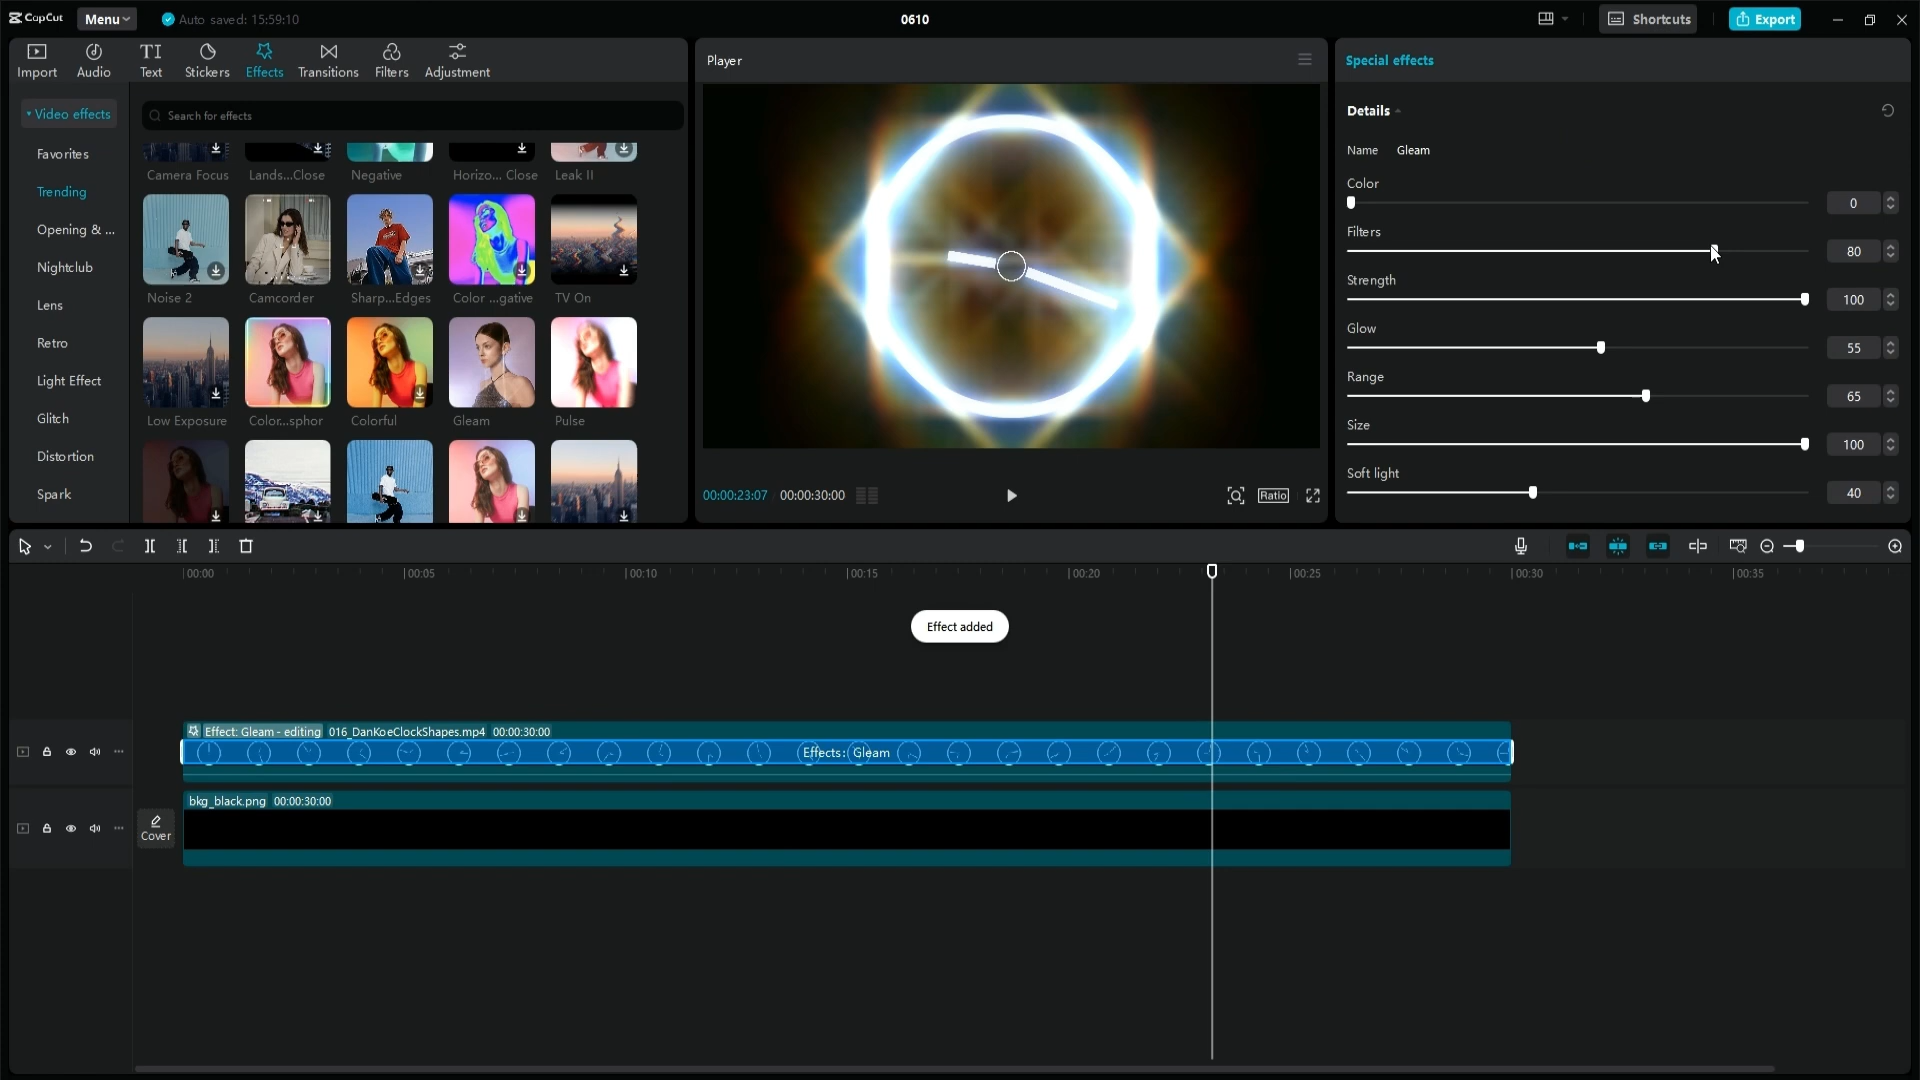 CapCut
Menu
Auto saved: 15:59:10
0610
Shortcuts
Export
Import
Audio
TI
Text
Stickers
Effects
Transitions
Filters
Adjustment
Video effects
Favorites
Trending
Opening & ...
Nightclub
Lens
Retro
Light Effect
Glitch
Distortion
Spark
Search for effects
Camera Focus
Lands...Close
Negative
Horizo... Close
Leak II
Noise 2
Camcorder
Sharp...Edges
Color ...gative
TV On
Low Exposure
Color...sphor
Colorful
Gleam
Pulse
Player
00:00:23:07
00:00:30:00
Ratio
Special effects
Details
Name Gleam
Color
0
Filters
80
Strength
100
Glow
55
Range
65
Size
100
Soft light
40
00:00
00:05
00:10
00:15
00:20
00:25
00:30
00:35
Effect added
Effect: Gleam - editing 016_DanKoeClockShapes.mp4 00:00:30:00
Effects: Gleam
Cover
bkg_black.png 00:00:30:00